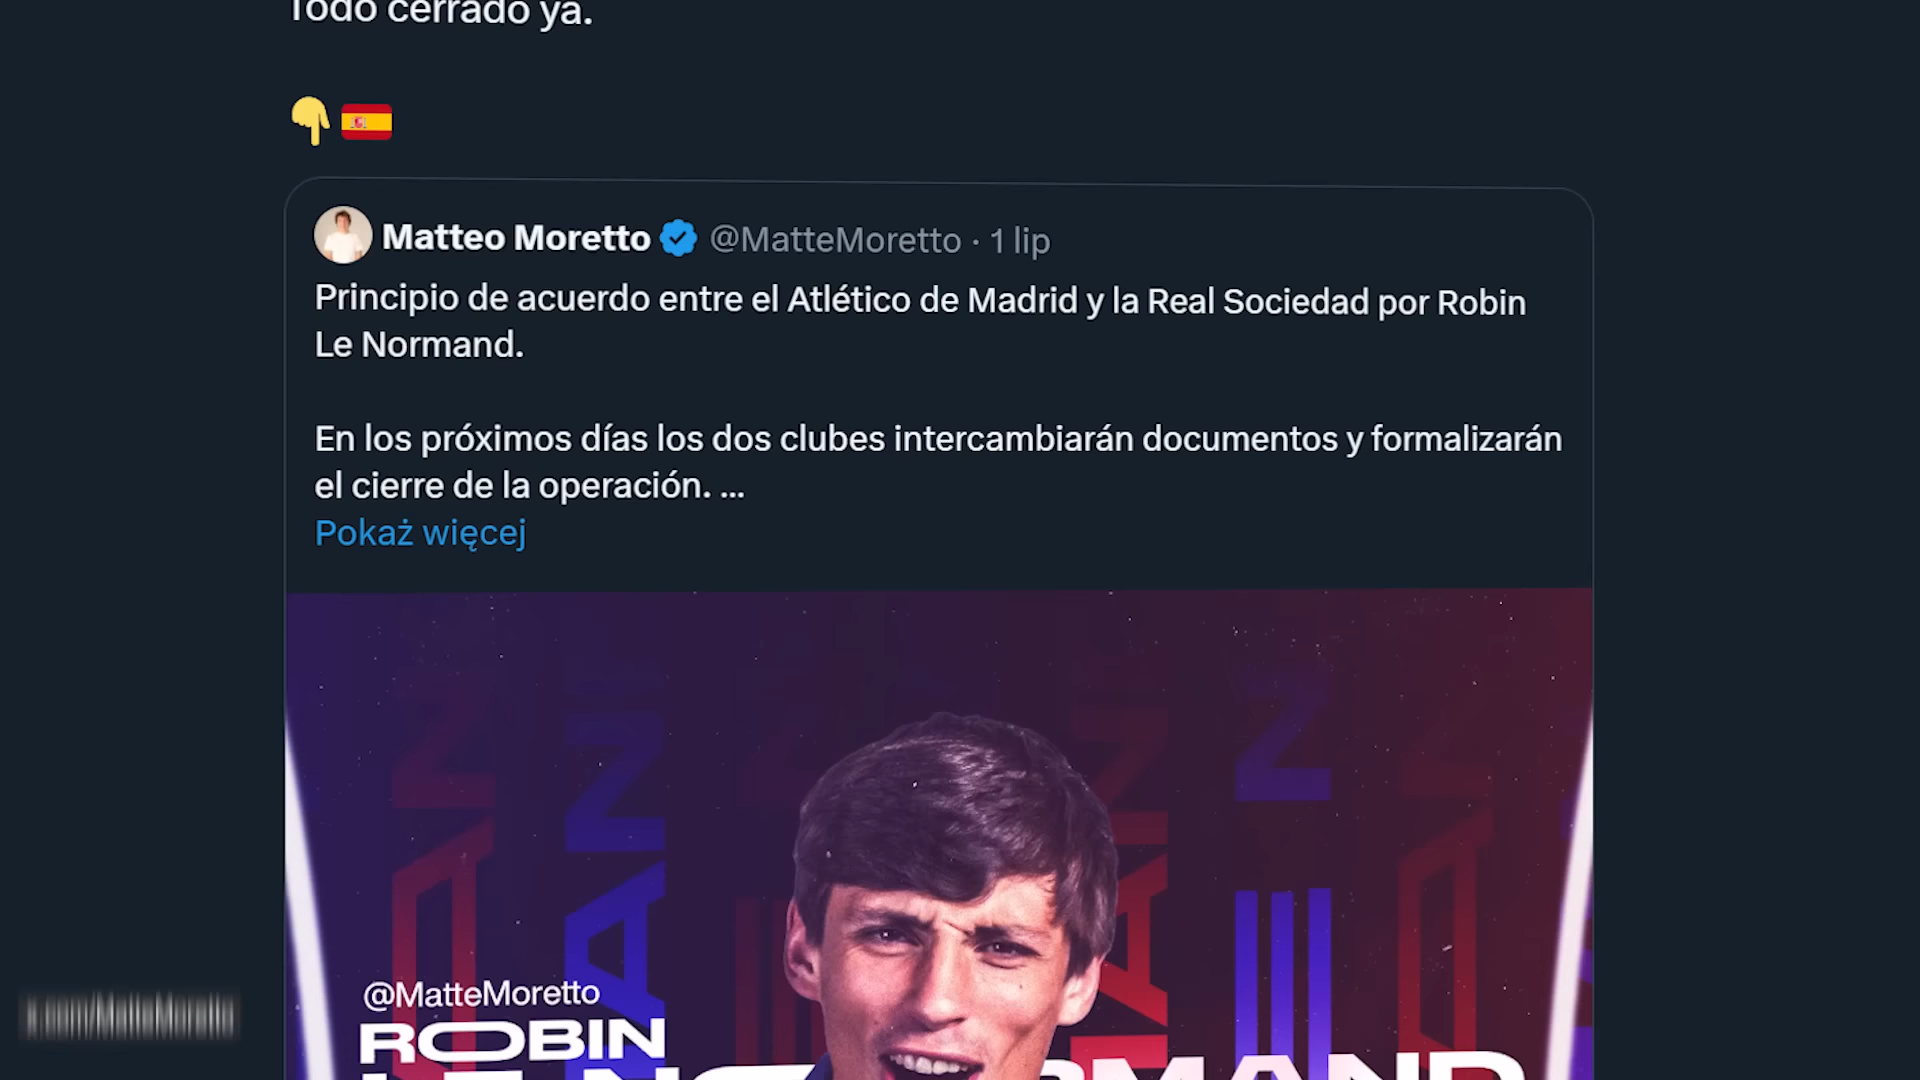 Todo cerrado ya.
Matteo Moretto @MatteMoretto · 1 lip
Principio de acuerdo entre el Atlético de Madrid y la Real Sociedad por Robin
Le Normand.
En los próximos días los dos clubes intercambiarán documentos y formalizarán
el cierre de la operación. ...
Pokaż więcej
@MatteMoretto
ROBIN
x.com/MatteMoretto